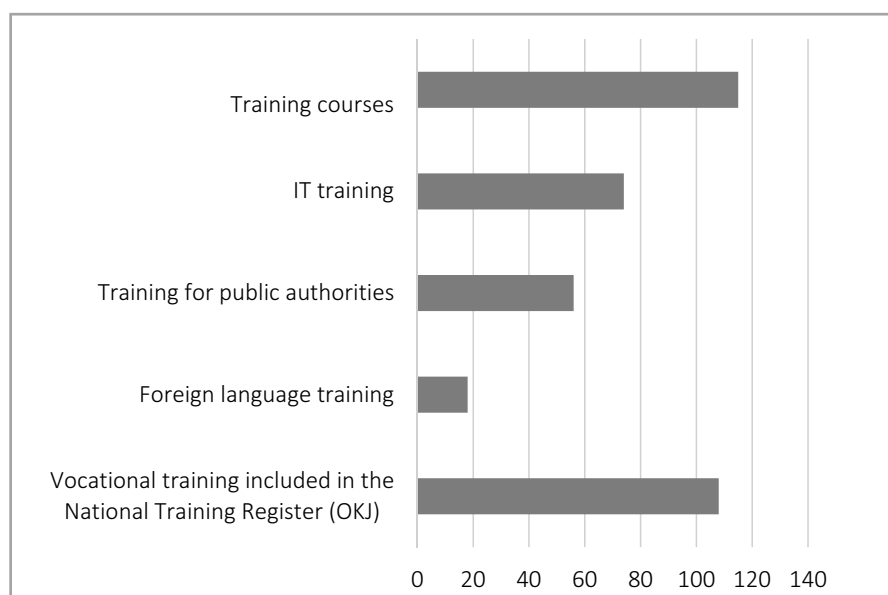 Training courses
IT training
Training for public authorities
Foreign language training
Vocational training included in the
National Training Register (OKJ)
0 20 40 60 80 100 120 140